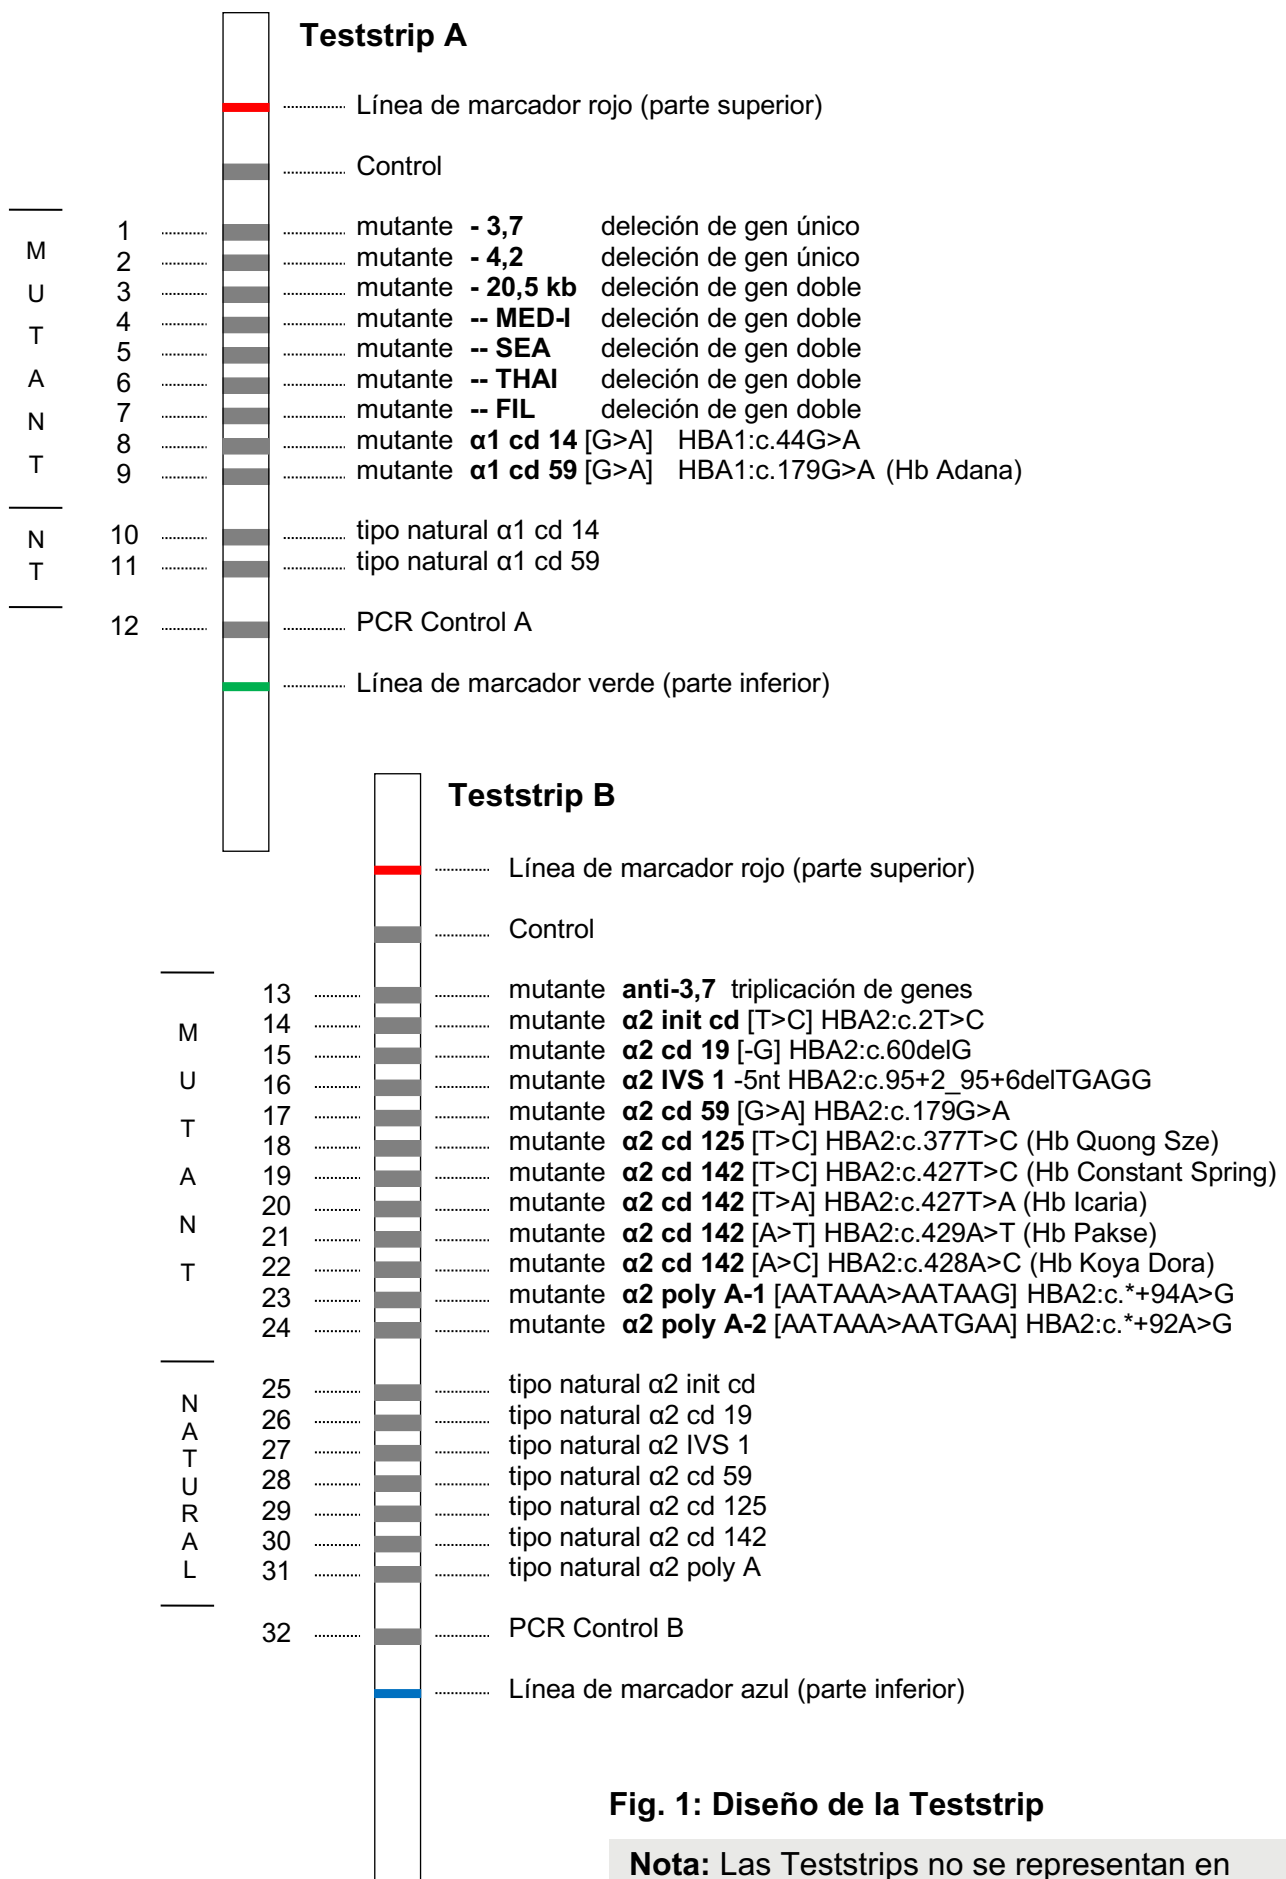 Teststrip A
Línea de marcador rojo (parte superior)
Control
MUTANT
1 mutante - 3,7 deleción de gen único
2 mutante - 4,2 deleción de gen único
3 mutante - 20,5 kb deleción de gen doble
4 mutante -- MED-I deleción de gen doble
5 mutante -- SEA deleción de gen doble
6 mutante -- THAI deleción de gen doble
7 mutante -- FIL deleción de gen doble
8 mutante α1 cd 14 [G>A] HBA1:c.44G>A
9 mutante α1 cd 59 [G>A] HBA1:c.179G>A (Hb Adana)
NT
10 tipo natural α1 cd 14
11 tipo natural α1 cd 59
12 PCR Control A
Línea de marcador verde (parte inferior)
Teststrip B
Línea de marcador rojo (parte superior)
Control
MUTANT
13 mutante anti-3,7 triplicación de genes
14 mutante α2 init cd [T>C] HBA2:c.2T>C
15 mutante α2 cd 19 [-G] HBA2:c.60delG
16 mutante α2 IVS 1 -5nt HBA2:c.95+2_95+6delTGAGG
17 mutante α2 cd 59 [G>A] HBA2:c.179G>A
18 mutante α2 cd 125 [T>C] HBA2:c.377T>C (Hb Quong Sze)
19 mutante α2 cd 142 [T>C] HBA2:c.427T>C (Hb Constant Spring)
20 mutante α2 cd 142 [T>A] HBA2:c.427T>A (Hb Icaria)
21 mutante α2 cd 142 [A>T] HBA2:c.429A>T (Hb Pakse)
22 mutante α2 cd 142 [A>C] HBA2:c.428A>C (Hb Koya Dora)
23 mutante α2 poly A-1 [AATAAA>AATAAG] HBA2:c.*+94A>G
24 mutante α2 poly A-2 [AATAAA>AATGAA] HBA2:c.*+92A>G
NATURAL
25 tipo natural α2 init cd
26 tipo natural α2 cd 19
27 tipo natural α2 IVS 1
28 tipo natural α2 cd 59
29 tipo natural α2 cd 125
30 tipo natural α2 cd 142
31 tipo natural α2 poly A
32 PCR Control B
Línea de marcador azul (parte inferior)
Fig. 1: Diseño de la Teststrip
Nota: Las Teststrips no se representan en